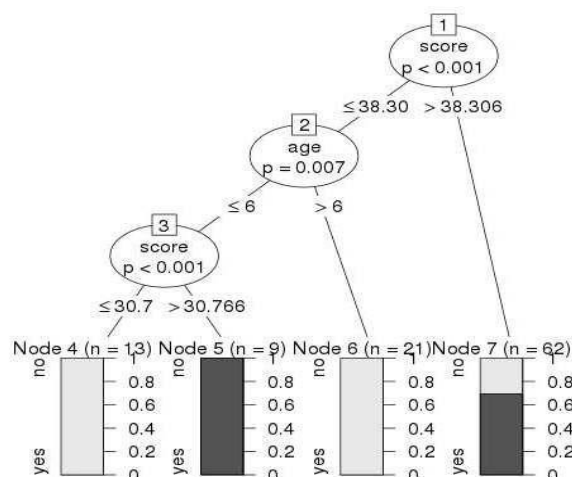 1
score
p < 0.001
≤38.30 > 38.306
2
age
p = 0.007
≤ 6 > 6
3
score
p < 0.001
≤30.7 >30.766
Node 4 (n = 13) Node 5 (n = 9) Node 6 (n = 21) Node 7 (n = 62)
no 1 no 1 no 1 no 1
0.8 0.8 0.8 0.8
0.6 0.6 0.6 0.6
0.4 0.4 0.4 0.4
yes 0.2 yes 0.2 yes 0.2 yes 0.2
0 0 0 0